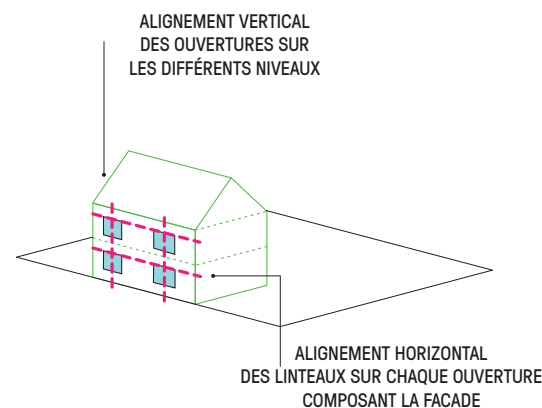 ALIGNEMENT VERTICAL
DES OUVERTURES SUR
LES DIFFÉRENTS NIVEAUX
ALIGNEMENT HORIZONTAL
DES LINTEAUX SUR CHAQUE OUVERTURE
COMPOSANT LA FACADE